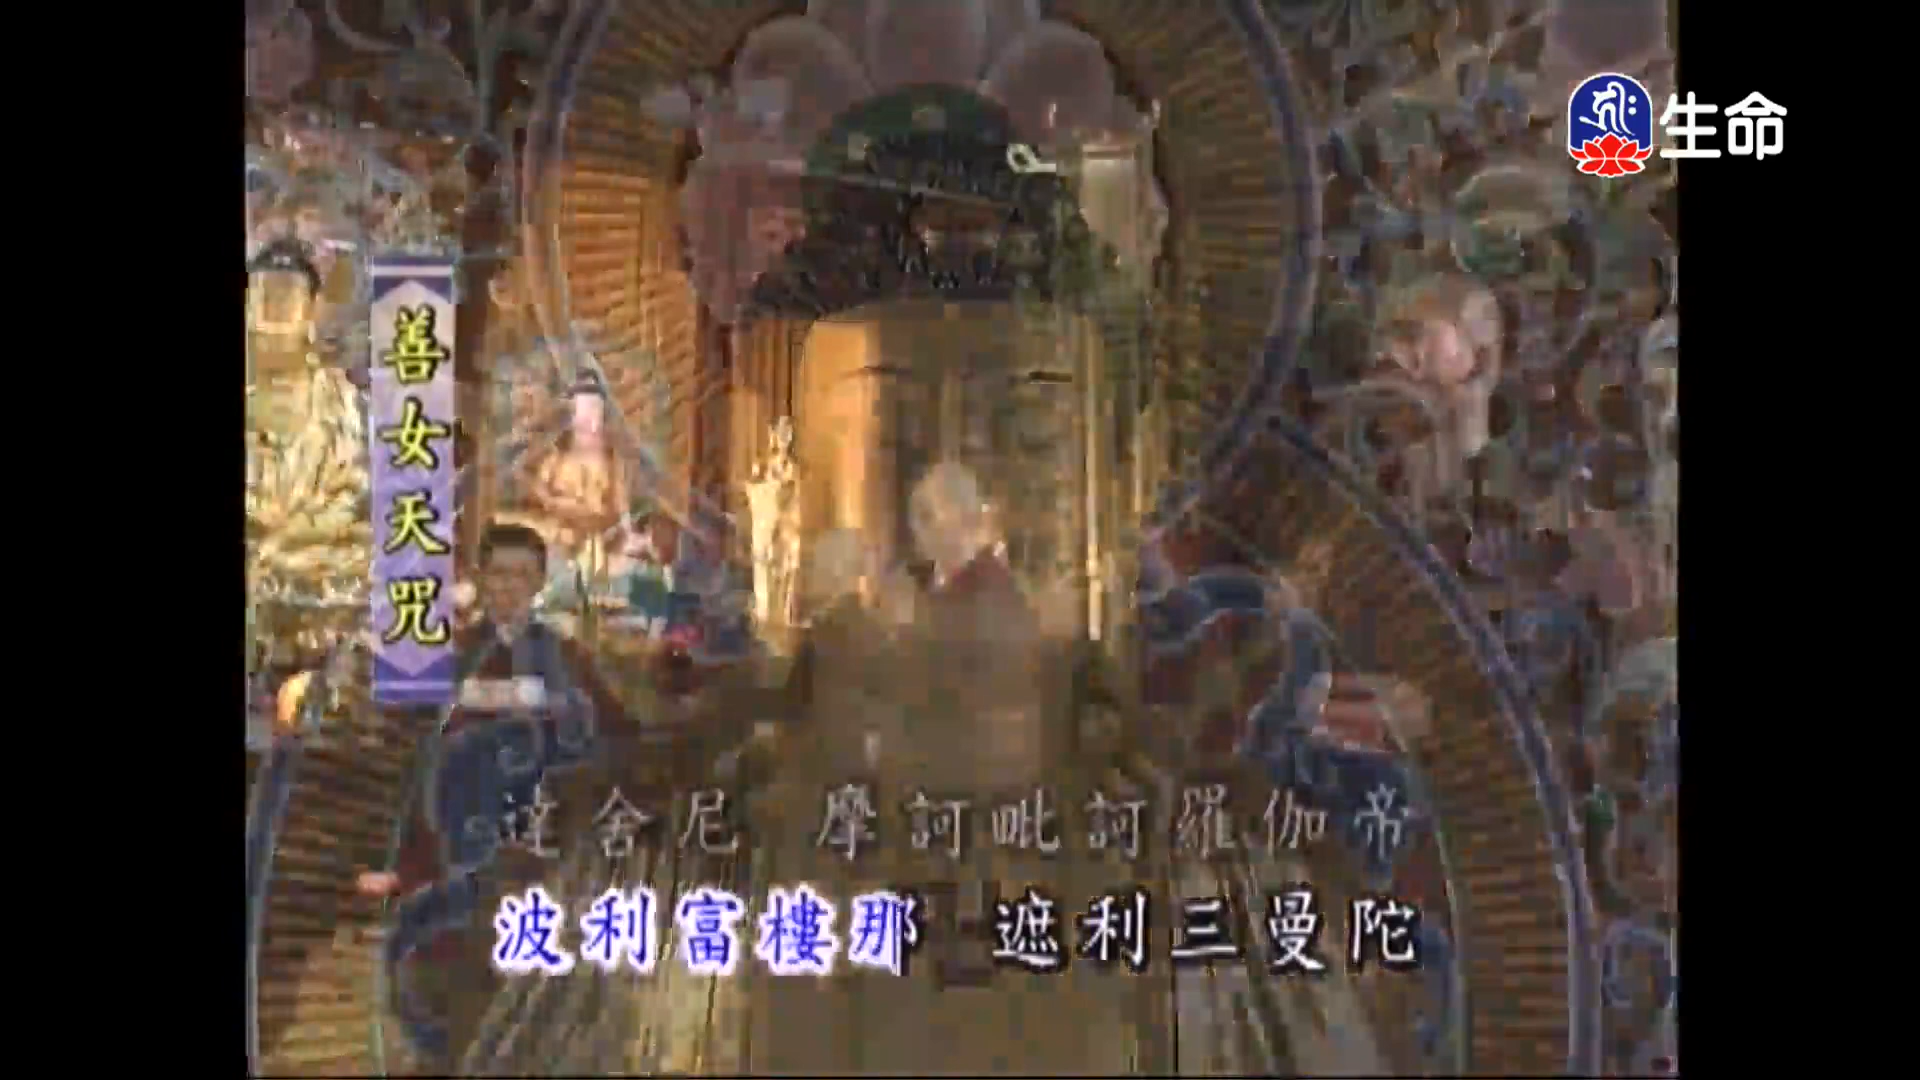 生命
善女天咒
達舍尼 摩訶毗訶羅伽帝
波利富樓那 遮利三曼陀